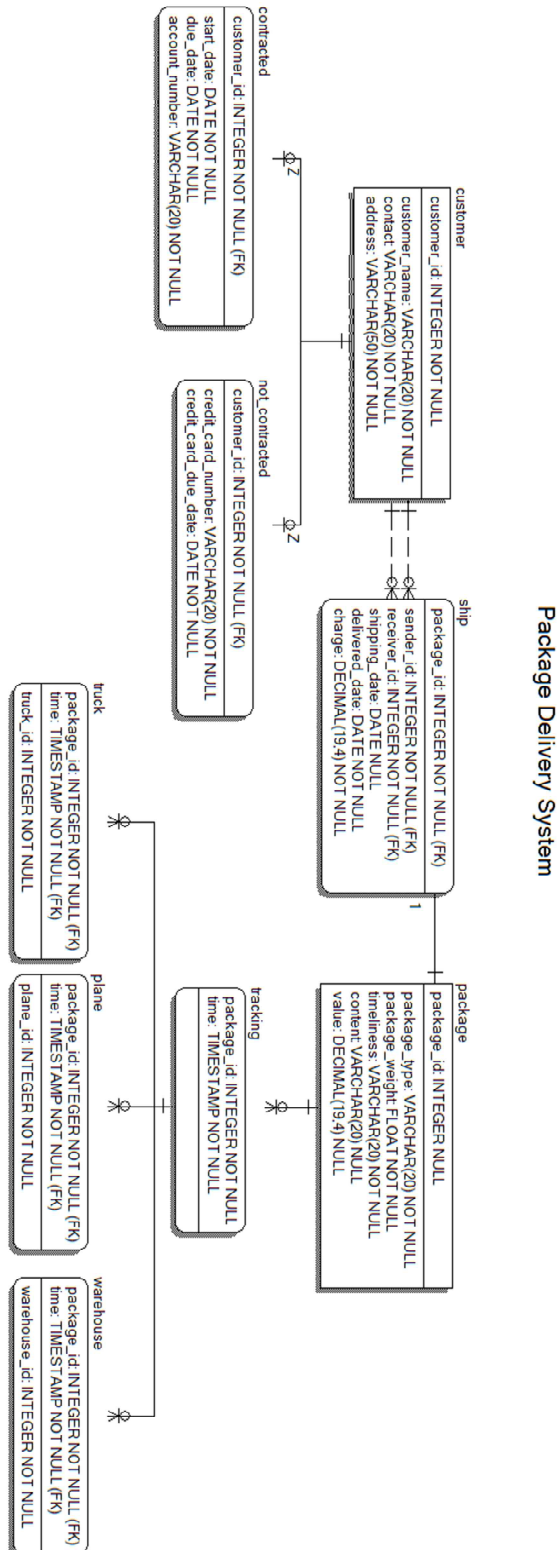 Package Delivery System
customer
customer_id: INTEGER NOT NULL
customer_name: VARCHAR(20) NOT NULL
contact: VARCHAR(20) NOT NULL
address: VARCHAR(50) NOT NULL
ship
package_id: INTEGER NOT NULL (FK)
sender_id: INTEGER NOT NULL (FK)
receiver_id: INTEGER NOT NULL (FK)
shipping_date: DATE NULL
delivered_date: DATE NOT NULL
charge: DECIMAL(19,4) NOT NULL
1
package
package_id: INTEGER NULL
package_type: VARCHAR(20) NOT NULL
package_weight: FLOAT NOT NULL
timeliness: VARCHAR(20) NOT NULL
content: VARCHAR(20) NULL
value: DECIMAL(19,4) NULL
Z
Z
contracted
customer_id: INTEGER NOT NULL (FK)
start_date: DATE NOT NULL
due_date: DATE NOT NULL
account_number: VARCHAR(20) NOT NULL
not_contracted
customer_id: INTEGER NOT NULL (FK)
credit_card_number: VARCHAR(20) NOT NULL
credit_card_due_date: DATE NOT NULL
tracking
package_id: INTEGER NOT NULL
time: TIMESTAMP NOT NULL
truck
package_id: INTEGER NOT NULL (FK)
time: TIMESTAMP NOT NULL (FK)
truck_id: INTEGER NOT NULL
plane
package_id: INTEGER NOT NULL (FK)
time: TIMESTAMP NOT NULL (FK)
plane_id: INTEGER NOT NULL
warehouse
package_id: INTEGER NOT NULL (FK)
time: TIMESTAMP NOT NULL (FK)
warehouse_id: INTEGER NOT NULL